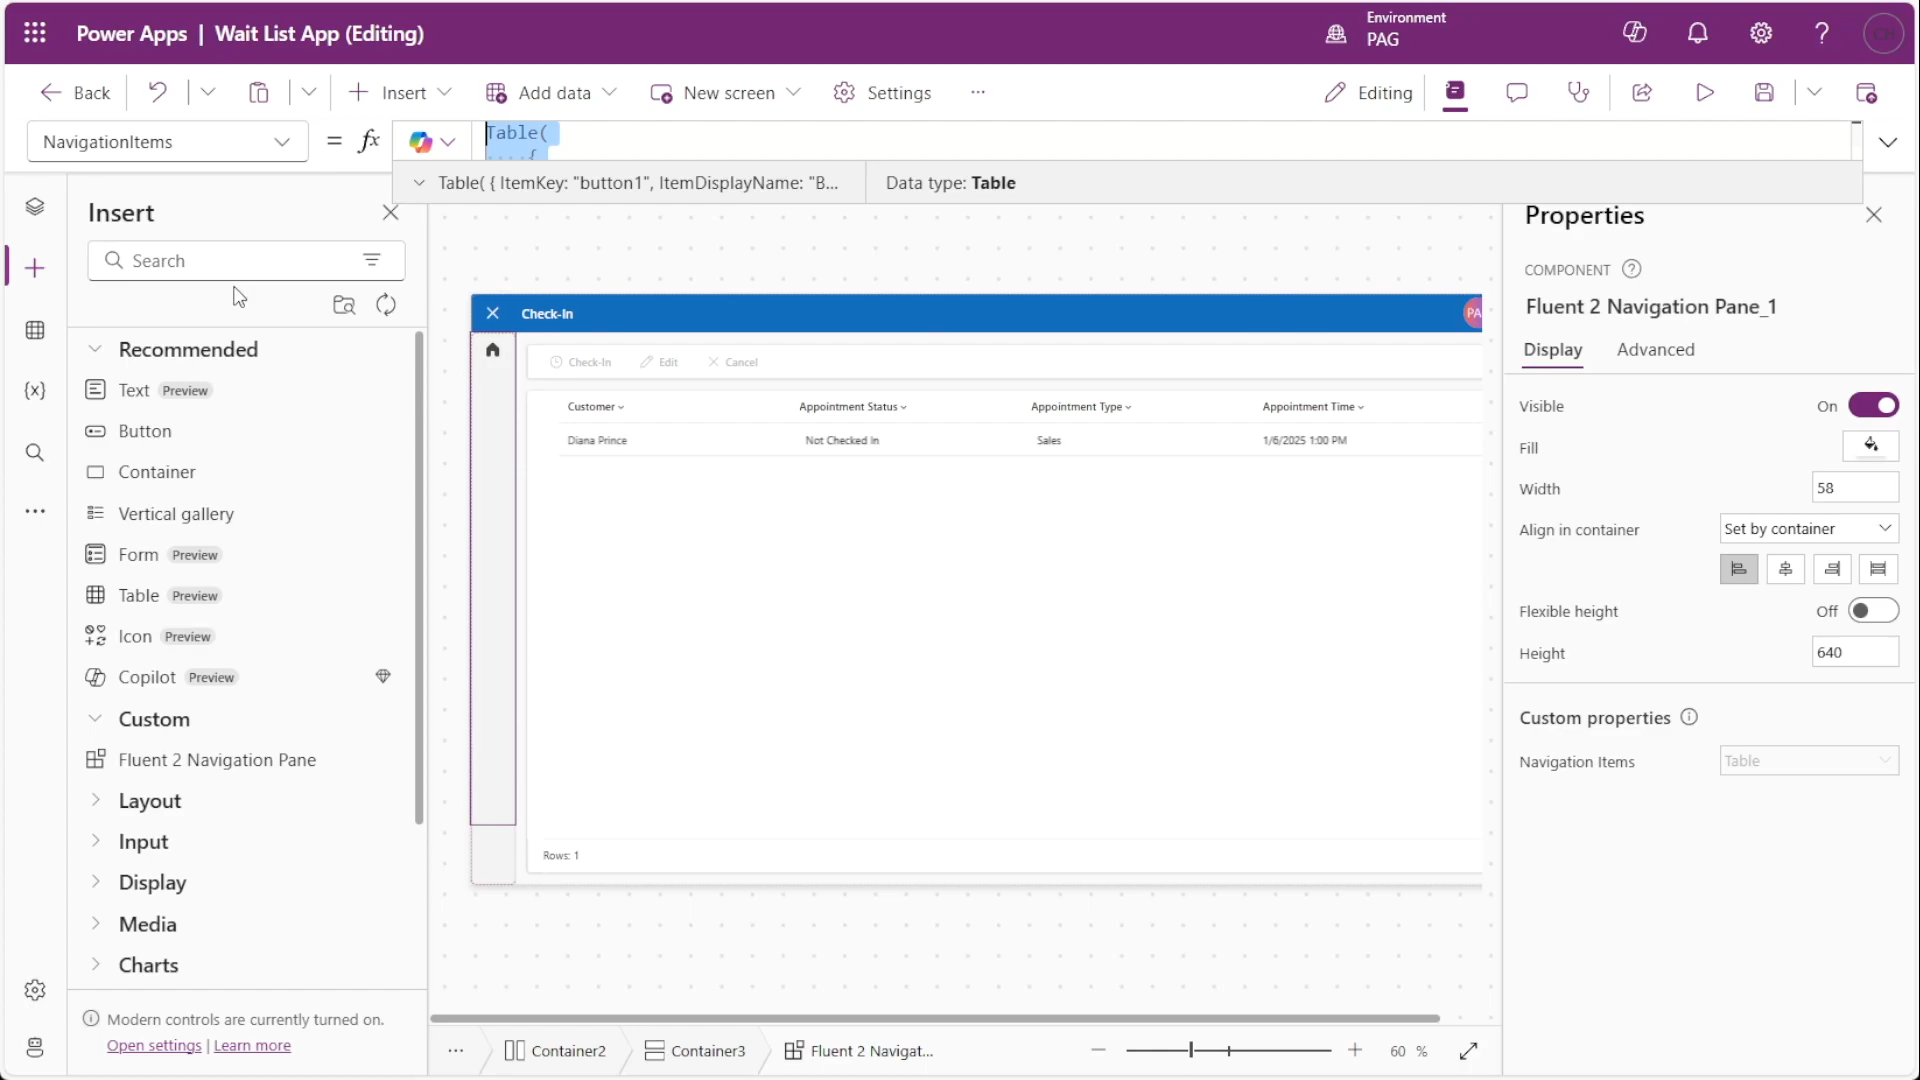 Power Apps | Wait List App (Editing)
Environment
PAG
Back
Insert
Add data
New screen
Settings
...
Editing
NavigationItems
= fx
Table(
{
Table( { ItemKey: "button1", ItemDisplayName: "B...
Data type: Table
Insert
Search
Recommended
Text Preview
Button
Container
Vertical gallery
Form Preview
Table Preview
Icon Preview
Copilot Preview
Custom
Fluent 2 Navigation Pane
Layout
Input
Display
Media
Charts
Modern controls are currently turned on.
Open settings | Learn more
Check-In
PA
Check-In Edit Cancel
Customer Appointment Status Appointment Type Appointment Time
Diana Prince Not Checked In Sales 1/6/2025 1:00 PM
Rows: 1
... Container2 Container3 Fluent 2 Navigat... 60 %
Properties
COMPONENT
Fluent 2 Navigation Pane_1
Display Advanced
Visible On
Fill
Width 58
Align in container Set by container
Flexible height Off
Height 640
Custom properties
Navigation Items Table